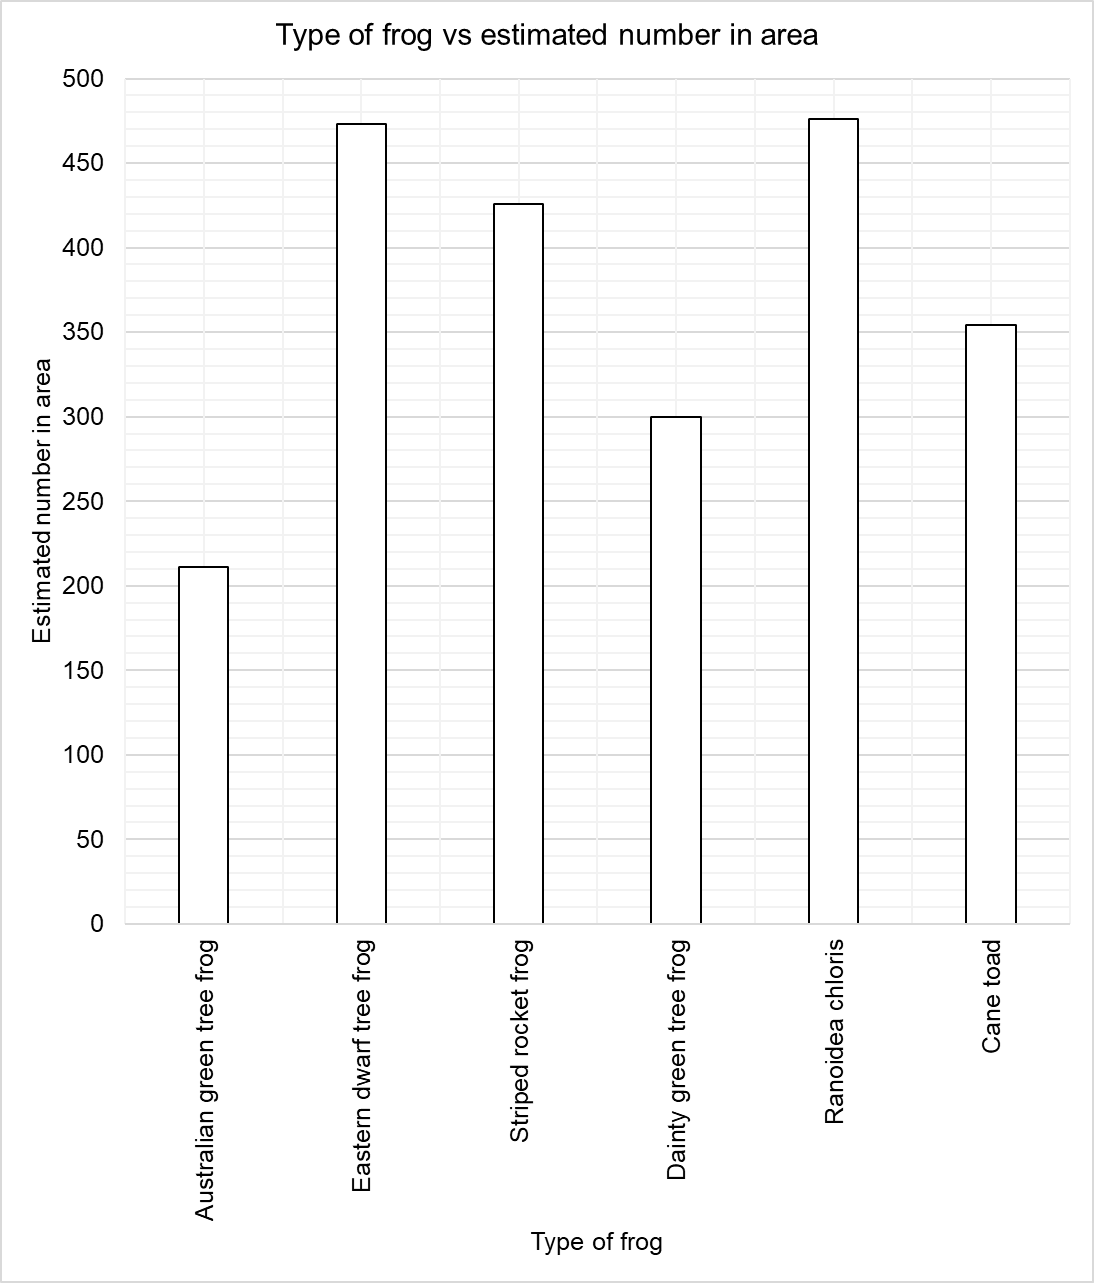 Type of frog vs estimated number in area
500
450
400
350
300
250
200
150
100
50
0
Estimated number in area
Australian green tree frog
Eastern dwarf tree frog
Striped rocket frog
Dainty green tree frog
Ranoidea chloris
Cane toad
Type of frog